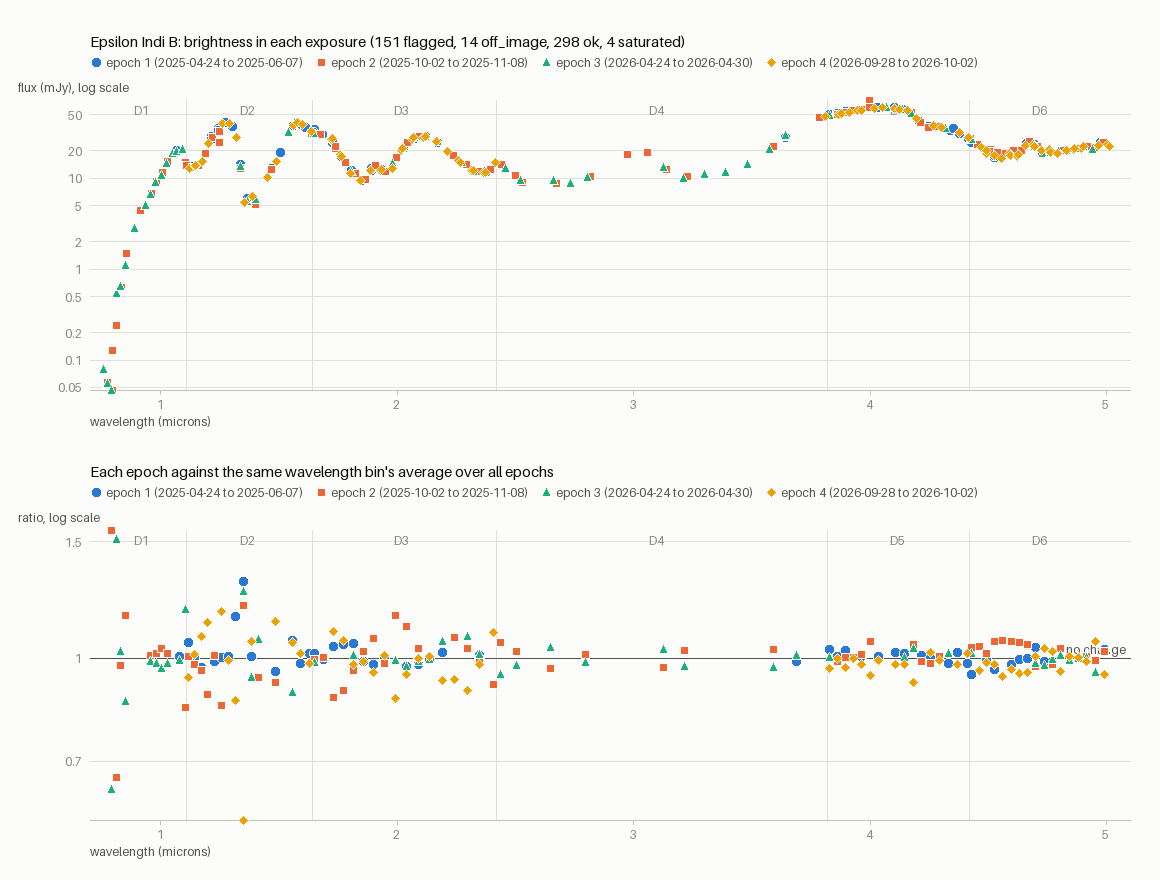 Epsilon Indi B: brightness in each exposure (151 flagged, 14 off_image, 298 ok, 4 saturated)
epoch 1 (2025-04-24 to 2025-06-07) epoch 2 (2025-10-02 to 2025-11-08) epoch 3 (2026-04-24 to 2026-04-30) epoch 4 (2026-09-28 to 2026-10-02)
flux (mJy), log scale
D1 D2 D3 D4 D6
50
20
10
5
2
1
0.5
0.2
0.1
0.05
1 2 3 4 5
wavelength (microns)
Each epoch against the same wavelength bin's average over all epochs
epoch 1 (2025-04-24 to 2025-06-07) epoch 2 (2025-10-02 to 2025-11-08) epoch 3 (2026-04-24 to 2026-04-30) epoch 4 (2026-09-28 to 2026-10-02)
ratio, log scale
1.5 D1 D2 D3 D4 D5 D6
no change
1
0.7
1 2 3 4 5
wavelength (microns)